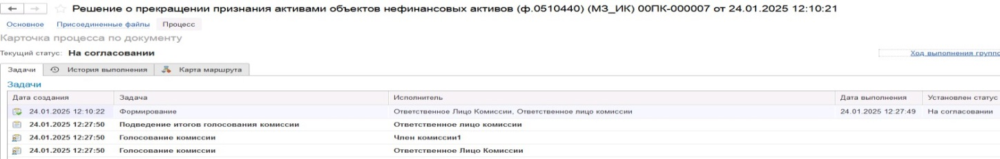 Решение о прекращении признания активами объектов нефинансовых активов (ф.0510440) (МЗ_ИК) 00ПК-000007 от 24.01.2025 12:10:21
Основное Присоединенные файлы Процесс
Карточка процесса по документу
Текущий статус: На согласовании Ход выполнения группо
Задачи История выполнения Карта маршрута
Задачи
Дата создания Задача Исполнитель Дата выполнения Установлен статус
24.01.2025 12:10:22 Формирование Ответственное Лицо Комиссии, Ответственное лицо комиссии 24.01.2025 12:27:49 На согласовании
24.01.2025 12:27:50 Подведение итогов голосования комиссии Ответственное лицо комиссии
24.01.2025 12:27:50 Голосование комиссии Член комиссии1
24.01.2025 12:27:50 Голосование комиссии Ответственное Лицо Комиссии